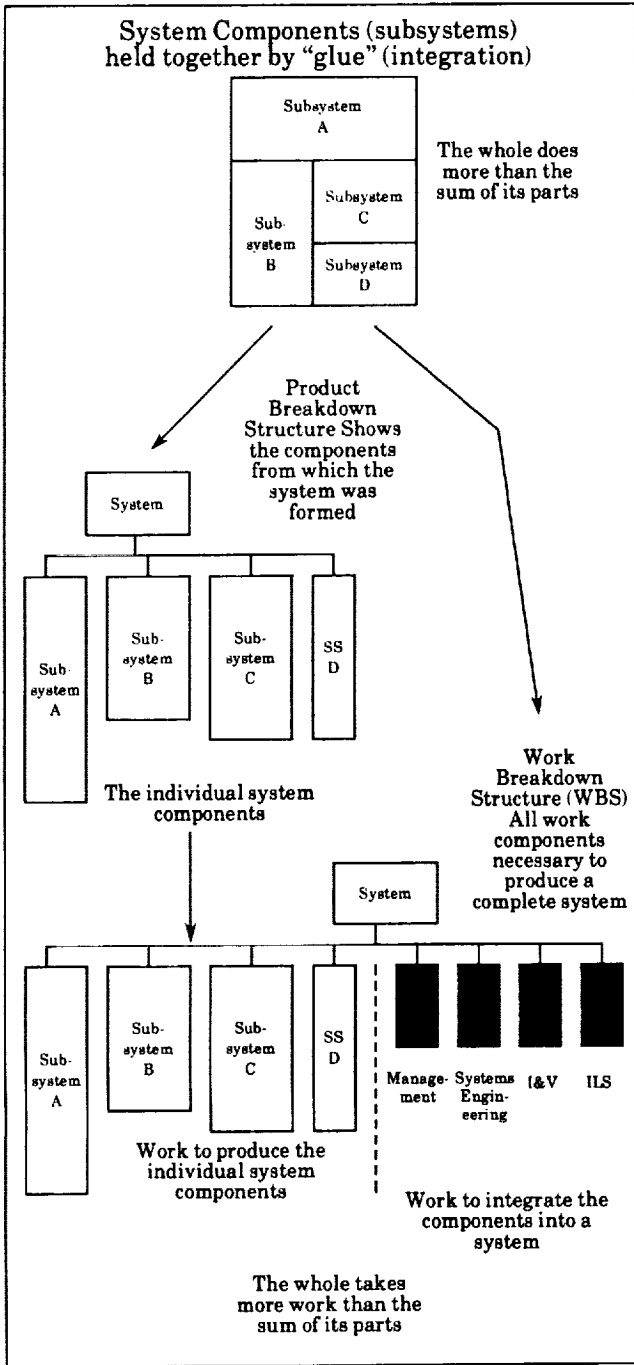 System Components (subsystems)
held together by “glue” (integration)
Subsystem
A
The whole does
more than the
sum of its parts
Sub-
system
B
Subsystem
C
Subsystem
D
Product
Breakdown
Structure Shows
the components
from which the
system was
formed
System
Sub-
system
A
Sub-
system
B
Sub-
system
C
SS
D
The individual system
components
Work
Breakdown
Structure (WBS)
All work
components
necessary to
produce a
complete system
System
Sub-
system
A
Sub-
system
B
Sub-
system
C
SS
D
Manage-
ment
Systems
Engin-
eering
I&V
ILS
Work to produce the
individual system
components
Work to integrate the
components into a
system
The whole takes
more work than the
sum of its parts